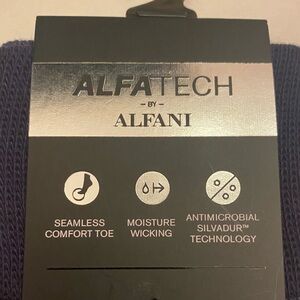 ALFATECH
- BY -
ALFANI
SEAMLESS
COMFORT TOE
MOISTURE
WICKING
ANTIMICROBIAL
SILVADUR™
TECHNOLOGY